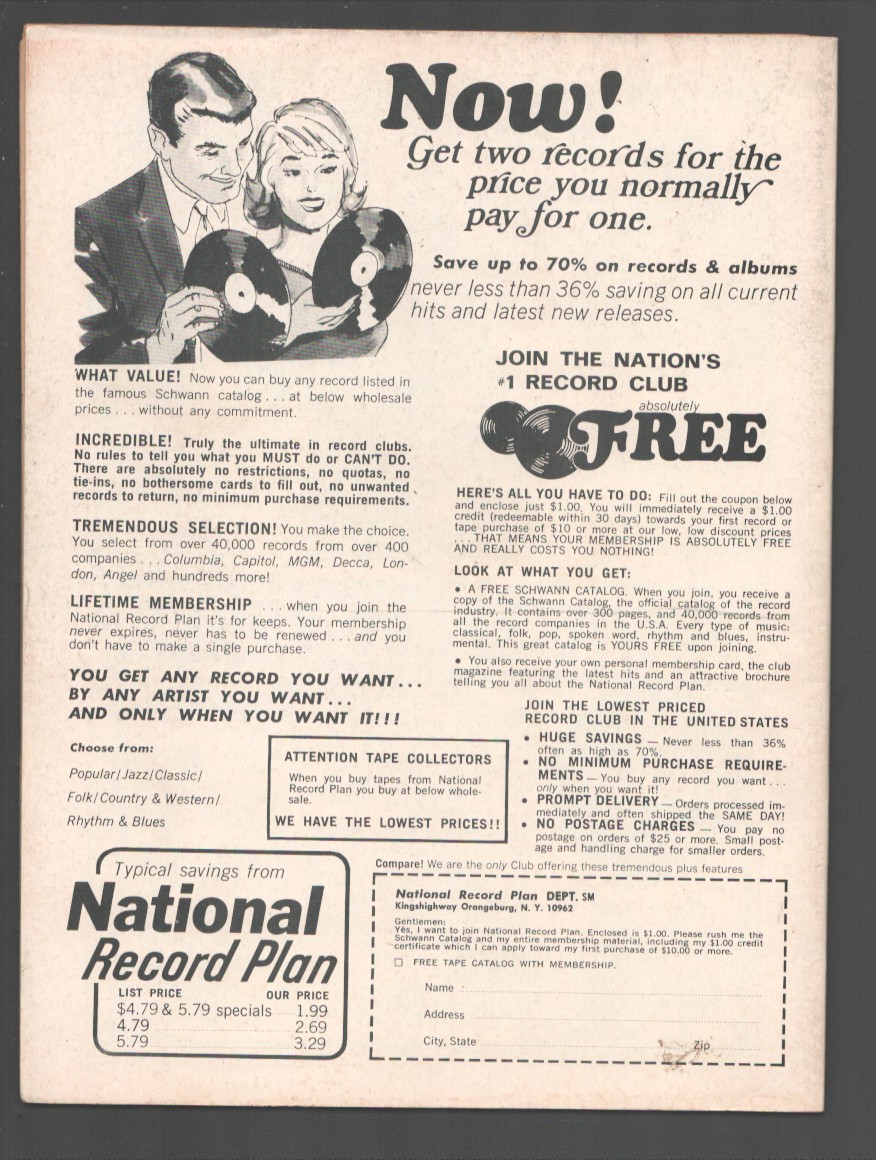 Now!
Get two records for the
price you normally
pay for one.
Save up to 70% on records & albums
never less than 36% saving on all current
hits and latest new releases.
WHAT VALUE! Now you can buy any record listed in
the famous Schwann catalog . . . at below wholesale
prices . . . without any commitment.
INCREDIBLE! Truly the ultimate in record clubs.
No rules to tell you what you MUST do or CAN'T DO.
There are absolutely no restrictions, no quotas, no
tie-ins, no bothersome cards to fill out, no unwanted
records to return, no minimum purchase requirements.
TREMENDOUS SELECTION! You make the choice.
You select from over 40,000 records from over 400
companies . . . Columbia, Capitol, MGM, Decca, Lon-
don, Angel and hundreds more!
LIFETIME MEMBERSHIP . . . when you join the
National Record Plan it's for keeps. Your membership
never expires, never has to be renewed . . . and you
don't have to make a single purchase.
YOU GET ANY RECORD YOU WANT . . .
BY ANY ARTIST YOU WANT . . .
AND ONLY WHEN YOU WANT IT!!!
Choose from:
Popular/Jazz/Classic/
Folk/Country & Western/
Rhythm & Blues
ATTENTION TAPE COLLECTORS
When you buy tapes from National
Record Plan you buy at below whole-
sale.
WE HAVE THE LOWEST PRICES!!
JOIN THE NATION'S
#1 RECORD CLUB
absolutely
FREE
HERE'S ALL YOU HAVE TO DO: Fill out the coupon below
and enclose just $1.00. You will immediately receive a $1.00
credit (redeemable within 30 days) towards your first record or
tape purchase of $10 or more at our low, low discount prices
. . . THAT MEANS YOUR MEMBERSHIP IS ABSOLUTELY FREE
AND REALLY COSTS YOU NOTHING!
LOOK AT WHAT YOU GET:
• A FREE SCHWANN CATALOG. When you join, you receive a
copy of the Schwann Catalog, the official catalog of the record
industry. It contains over 300 pages, and 40,000 records from
all the record companies in the U.S.A. Every type of music:
classical, folk, pop, spoken word, rhythm and blues, instru-
mental. This great catalog is YOURS FREE upon joining.
• You also receive your own personal membership card, the club
magazine featuring the latest hits and an attractive brochure
telling you all about the National Record Plan.
JOIN THE LOWEST PRICED
RECORD CLUB IN THE UNITED STATES
• HUGE SAVINGS — Never less than 36%
often as high as 70%.
• NO MINIMUM PURCHASE REQUIRE-
MENTS — You buy any record you want . . .
only when you want it!
• PROMPT DELIVERY — Orders processed im-
mediately and often shipped the SAME DAY!
• NO POSTAGE CHARGES — You pay no
postage on orders of $25 or more. Small post-
age and handling charge for smaller orders.
Compare! We are the only Club offering these tremendous plus features
Typical savings from
National
Record Plan
LIST PRICE OUR PRICE
$4.79 & 5.79 specials 1.99
4.79 2.69
5.79 3.29
National Record Plan DEPT. SM
Kingshighway Orangeburg, N. Y. 10962
Gentlemen:
Yes, I want to join National Record Plan. Enclosed is $1.00. Please rush me the
Schwann Catalog and my entire membership material, including my $1.00 credit
certificate which I can apply toward my first purchase of $10.00 or more.
☐ FREE TAPE CATALOG WITH MEMBERSHIP.
Name
Address
City, State Zip